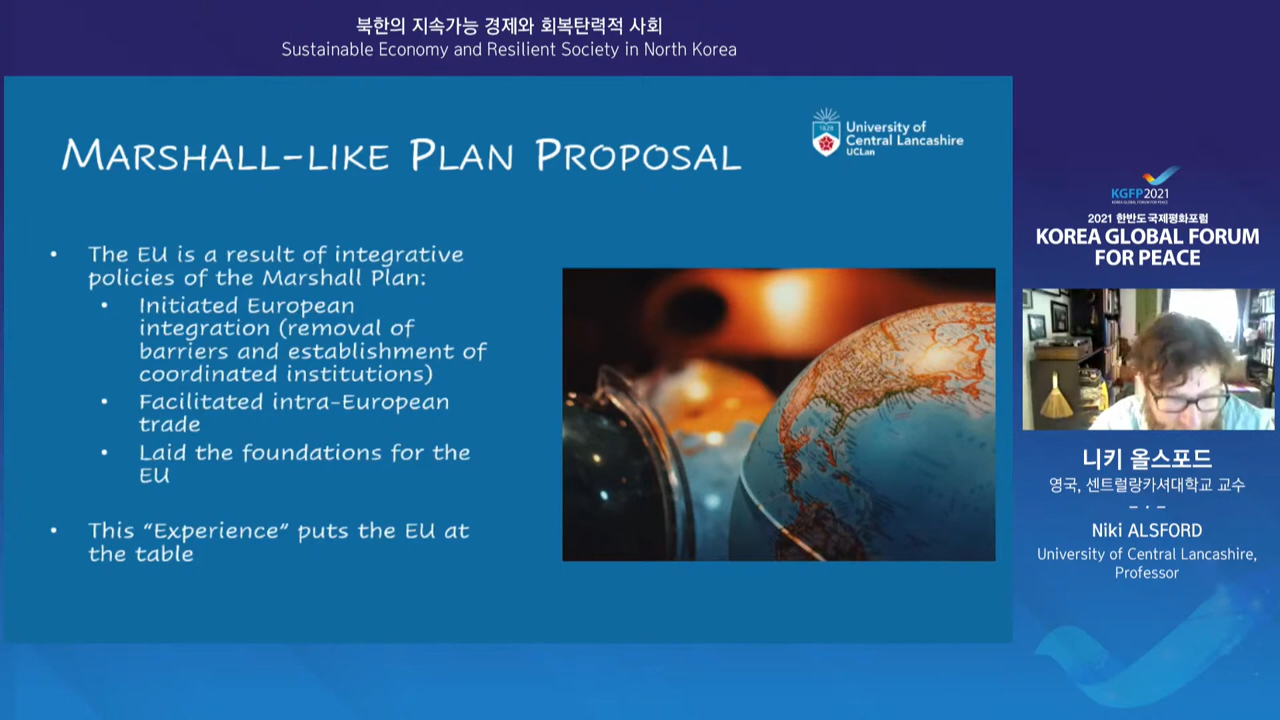 북한의 지속가능 경제와 회복탄력적 사회
Sustainable Economy and Resilient Society in North Korea
MARSHALL-LIKE PLAN PROPOSAL
1828
University of
Central Lancashire
UCLan
• The EU is a result of integrative
policies of the Marshall Plan:
• Initiated European
integration (removal of
barriers and establishment of
coordinated institutions)
• Facilitated intra-European
trade
• Laid the foundations for the
EU
• This “Experience” puts the EU at
the table
KGFP2021
KOREA GLOBAL FORUM FOR PEACE
2021 한반도국제평화포럼
KOREA GLOBAL FORUM
FOR PEACE
니키 올스포드
영국, 센트럴랑카셔대학교 교수
Niki ALSFORD
University of Central Lancashire,
Professor